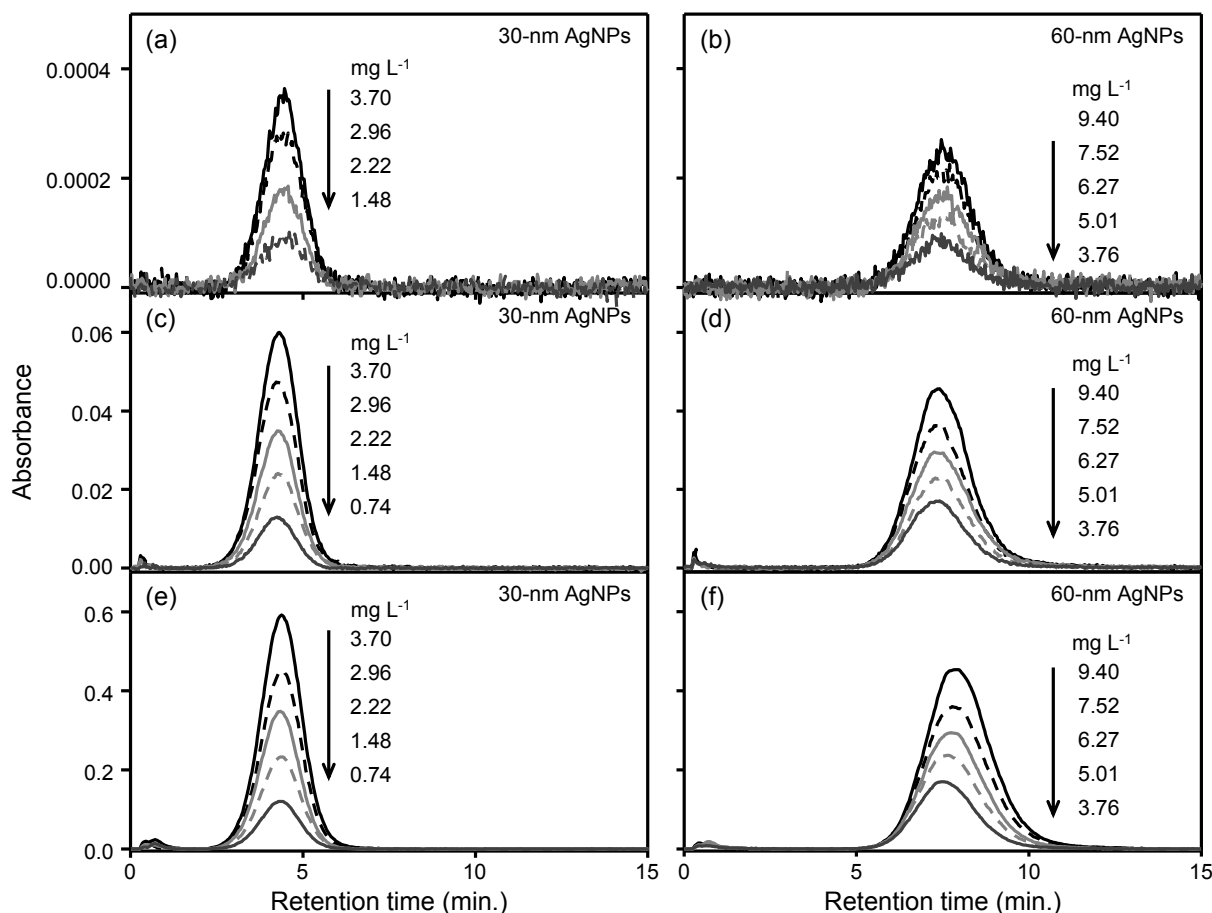 (a)
30-nm AgNPs
mg L-1
3.70
2.96
2.22
1.48
(b)
60-nm AgNPs
mg L-1
9.40
7.52
6.27
5.01
3.76
0.0004
0.0002
0.0000
(c)
30-nm AgNPs
mg L-1
3.70
2.96
2.22
1.48
0.74
(d)
60-nm AgNPs
mg L-1
9.40
7.52
6.27
5.01
3.76
0.06
0.04
0.02
0.00
Absorbance
(e)
30-nm AgNPs
mg L-1
3.70
2.96
2.22
1.48
0.74
(f)
60-nm AgNPs
mg L-1
9.40
7.52
6.27
5.01
3.76
0.6
0.4
0.2
0.0
0 5 10 15
0 5 10 15
Retention time (min.)
Retention time (min.)